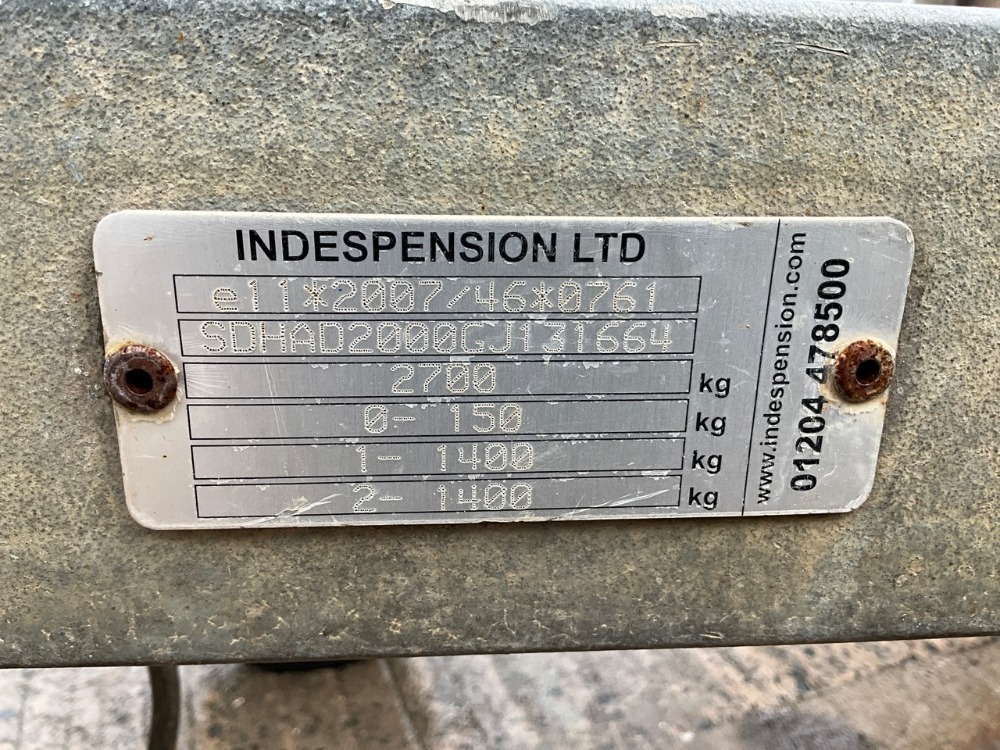 INDESPENSION LTD
e11*2007/46*0761
SDHAD2000GJ131664
2700 kg
0- 150 kg
1- 1400 kg
2- 1400 kg
www.indespension.com
01204 478500